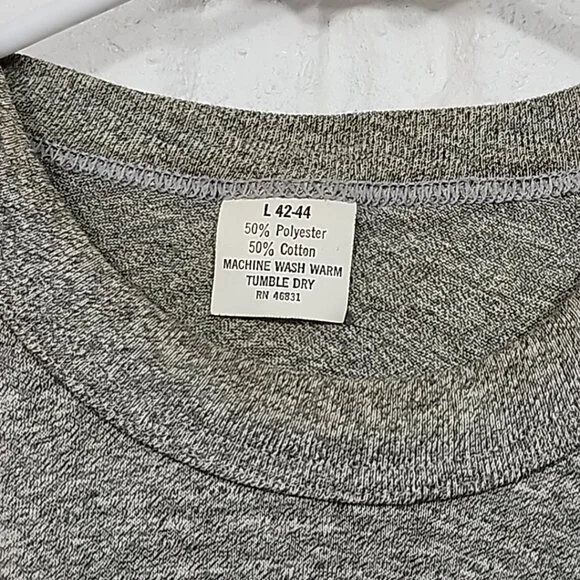 L 42-44
50% Polyester
50% Cotton
MACHINE WASH WARM
TUMBLE DRY
RN 46831